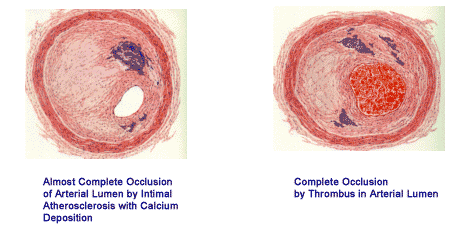 Almost Complete Occlusion
of Arterial Lumen by Intimal
Atherosclerosis with Calcium
Deposition
Complete Occlusion
by Thrombus in Arterial Lumen